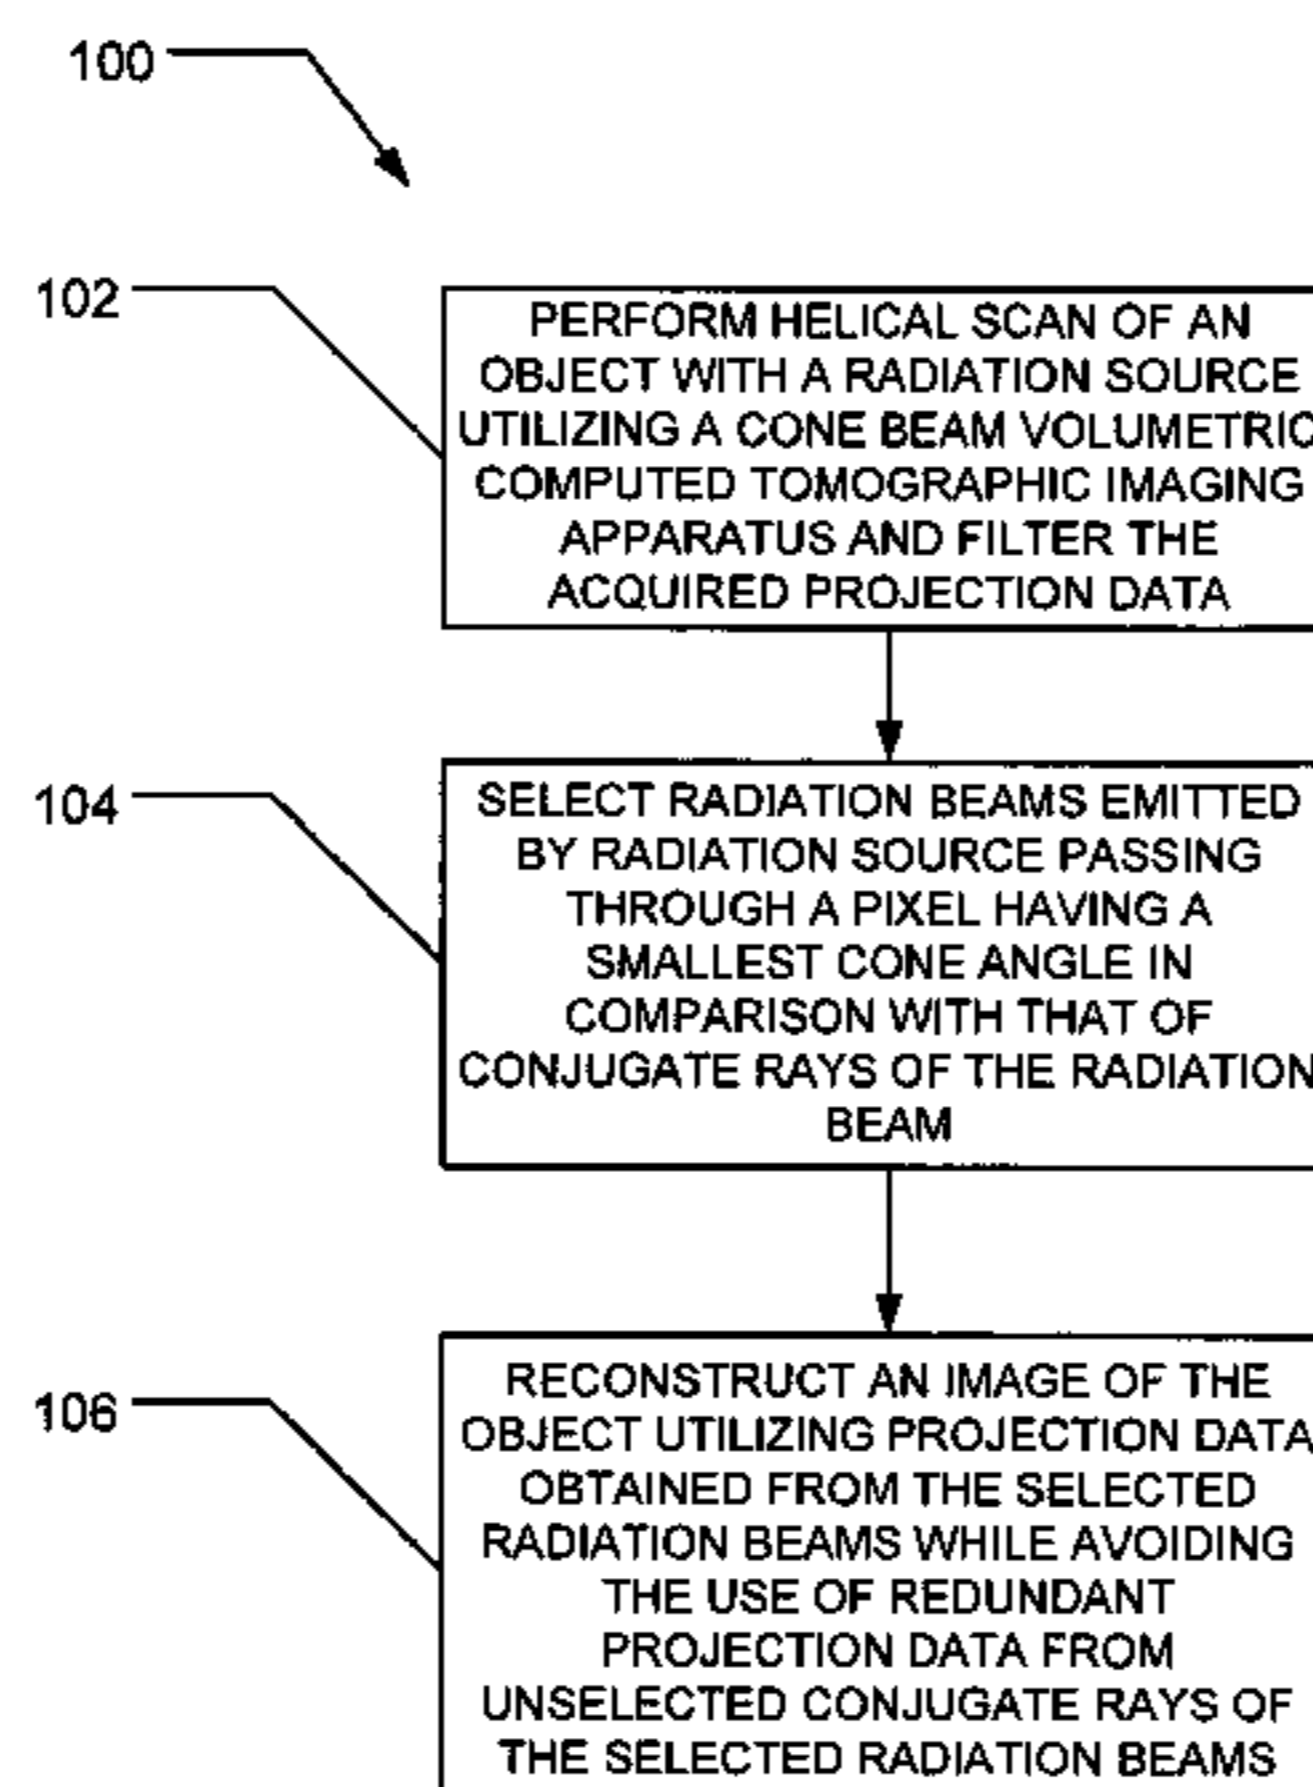 100
102
PERFORM HELICAL SCAN OF AN
OBJECT WITH A RADIATION SOURCE
UTILIZING A CONE BEAM VOLUMETRIC
COMPUTED TOMOGRAPHIC IMAGING
APPARATUS AND FILTER THE
ACQUIRED PROJECTION DATA
104
SELECT RADIATION BEAMS EMITTED
BY RADIATION SOURCE PASSING
THROUGH A PIXEL HAVING A
SMALLEST CONE ANGLE IN
COMPARISON WITH THAT OF
CONJUGATE RAYS OF THE RADIATION
BEAM
106
RECONSTRUCT AN IMAGE OF THE
OBJECT UTILIZING PROJECTION DATA
OBTAINED FROM THE SELECTED
RADIATION BEAMS WHILE AVOIDING
THE USE OF REDUNDANT
PROJECTION DATA FROM
UNSELECTED CONJUGATE RAYS OF
THE SELECTED RADIATION BEAMS